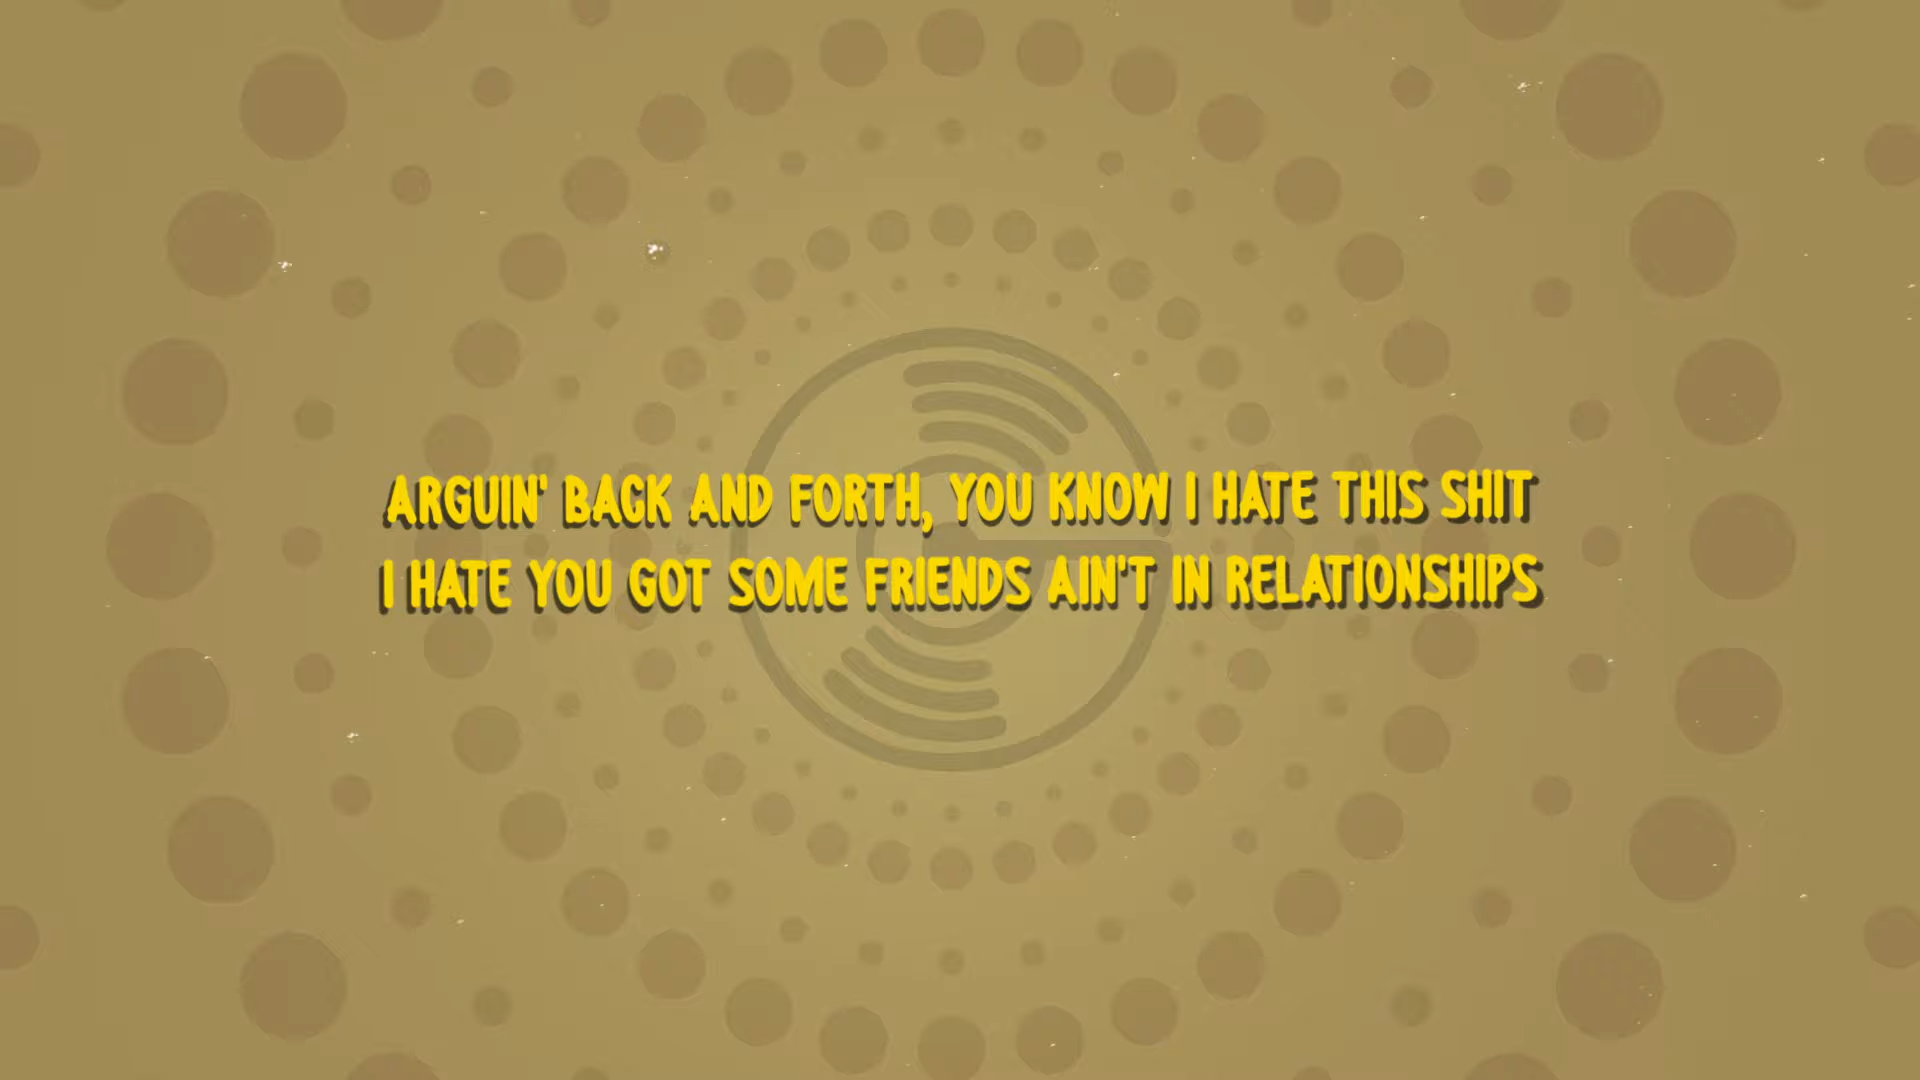 ARGUIN' BACK AND FORTH, YOU KNOW I HATE THIS SHIT
I HATE YOU GOT SOME FRIENDS AIN'T IN RELATIONSHIPS